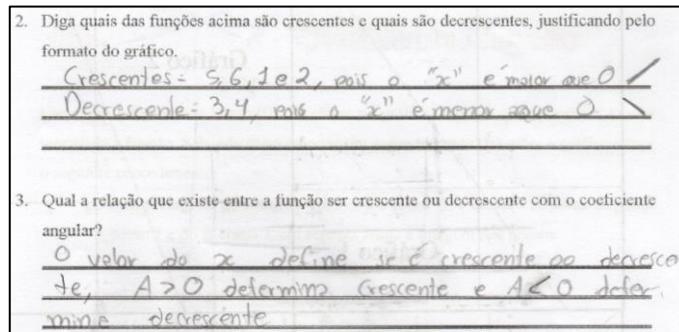 2. Diga quais das funções acima são crescentes e quais são decrescentes, justificando pelo
formato do gráfico.
Crescentes = 5, 6, 1 e 2, pois o "x" é maior que 0 /
Decrescente = 3, 4, pois o "x" é menor que 0 \
3. Qual a relação que existe entre a função ser crescente ou decrescente com o coeficiente
angular?
O valor do x define se é crescente ou decrescen
te, A > 0 determina crescente e A < 0 deter
mina decrescente